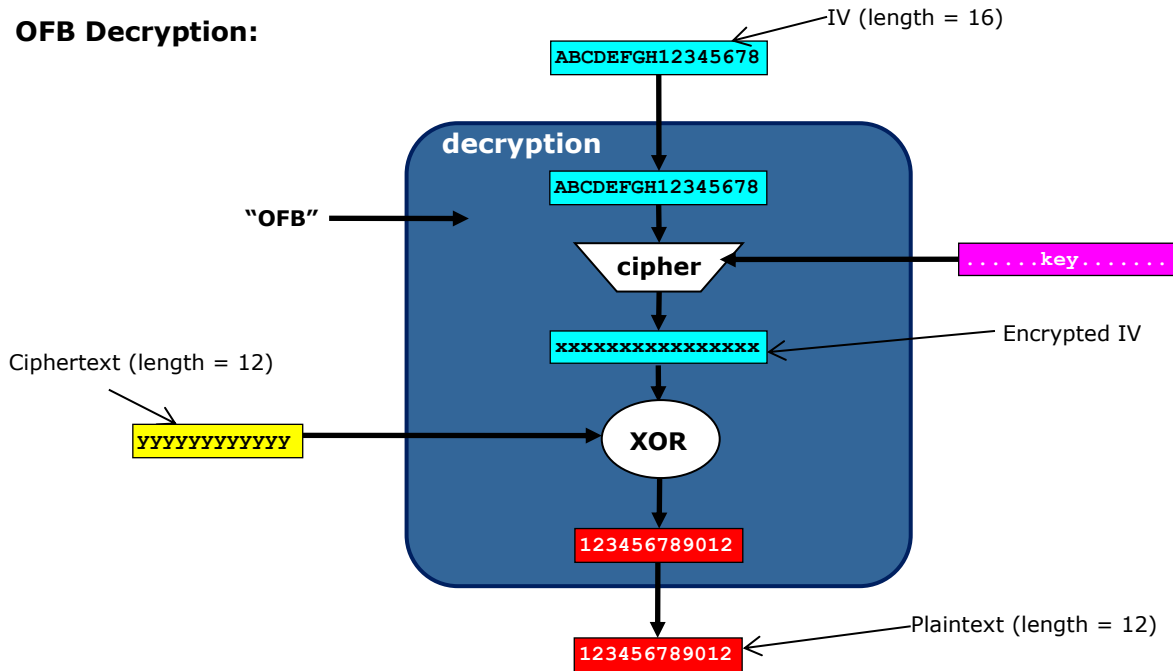 OFB Decryption:
IV (length = 16)
ABCDEFGH12345678
decryption
ABCDEFGH12345678
“OFB”
cipher
......key.......
xxxxxxxxxxxxxxxx
Encrypted IV
Ciphertext (length = 12)
yyyyyyyyyyyy
XOR
123456789012
Plaintext (length = 12)
123456789012